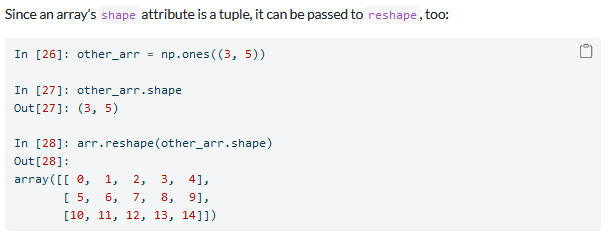 Since an array's shape attribute is a tuple, it can be passed to reshape, too:
In [26]: other_arr = np.ones((3, 5))
In [27]: other_arr.shape
Out[27]: (3, 5)
In [28]: arr.reshape(other_arr.shape)
Out[28]:
array([[ 0,  1,  2,  3,  4],
       [ 5,  6,  7,  8,  9],
       [10, 11, 12, 13, 14]])